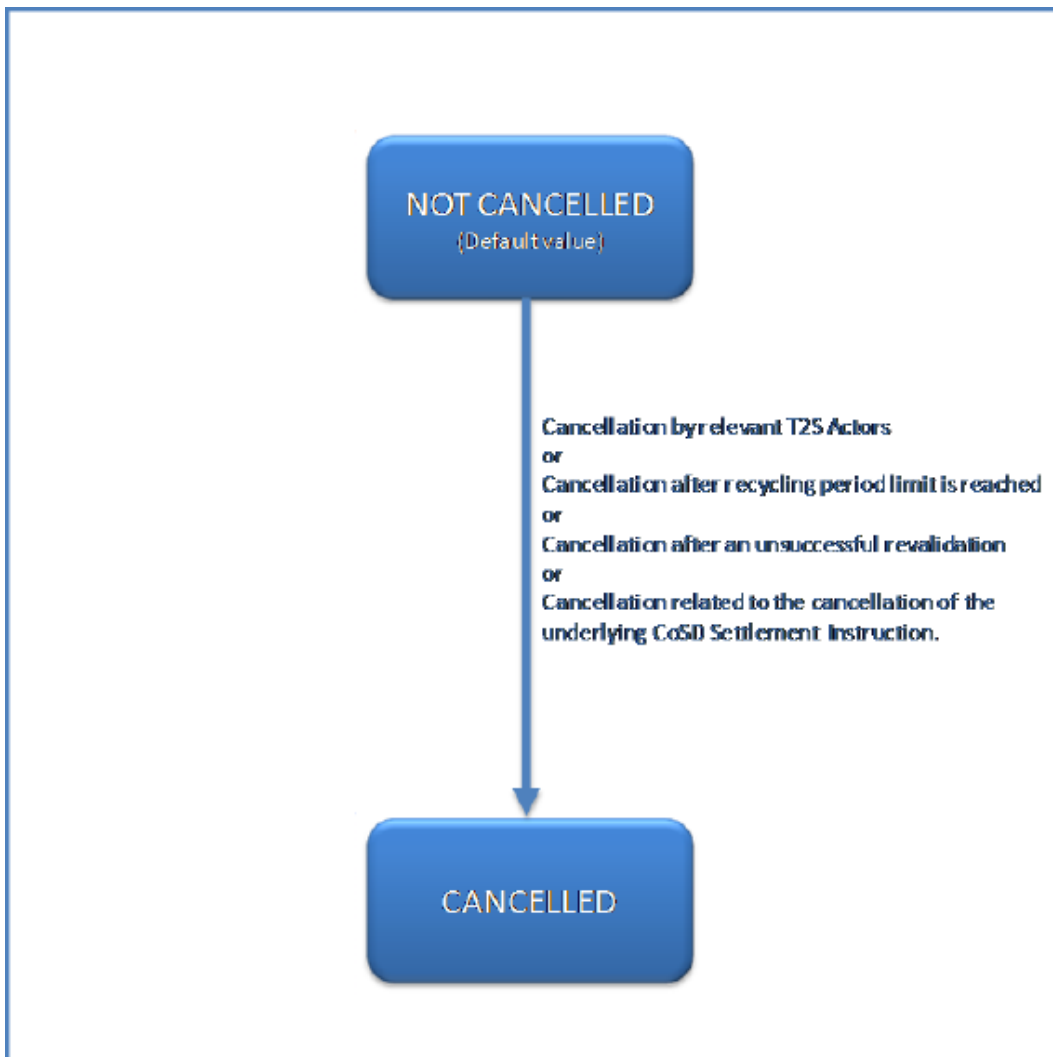 NOT CANCELLED
(Default value)
Cancellation by relevant T2S Actors
or
Cancellation after recycling period limit is reached
or
Cancellation after an unsuccessful revalidation
or
Cancellation related to the cancellation of the
underlying CoSD Settlement Instruction.
CANCELLED